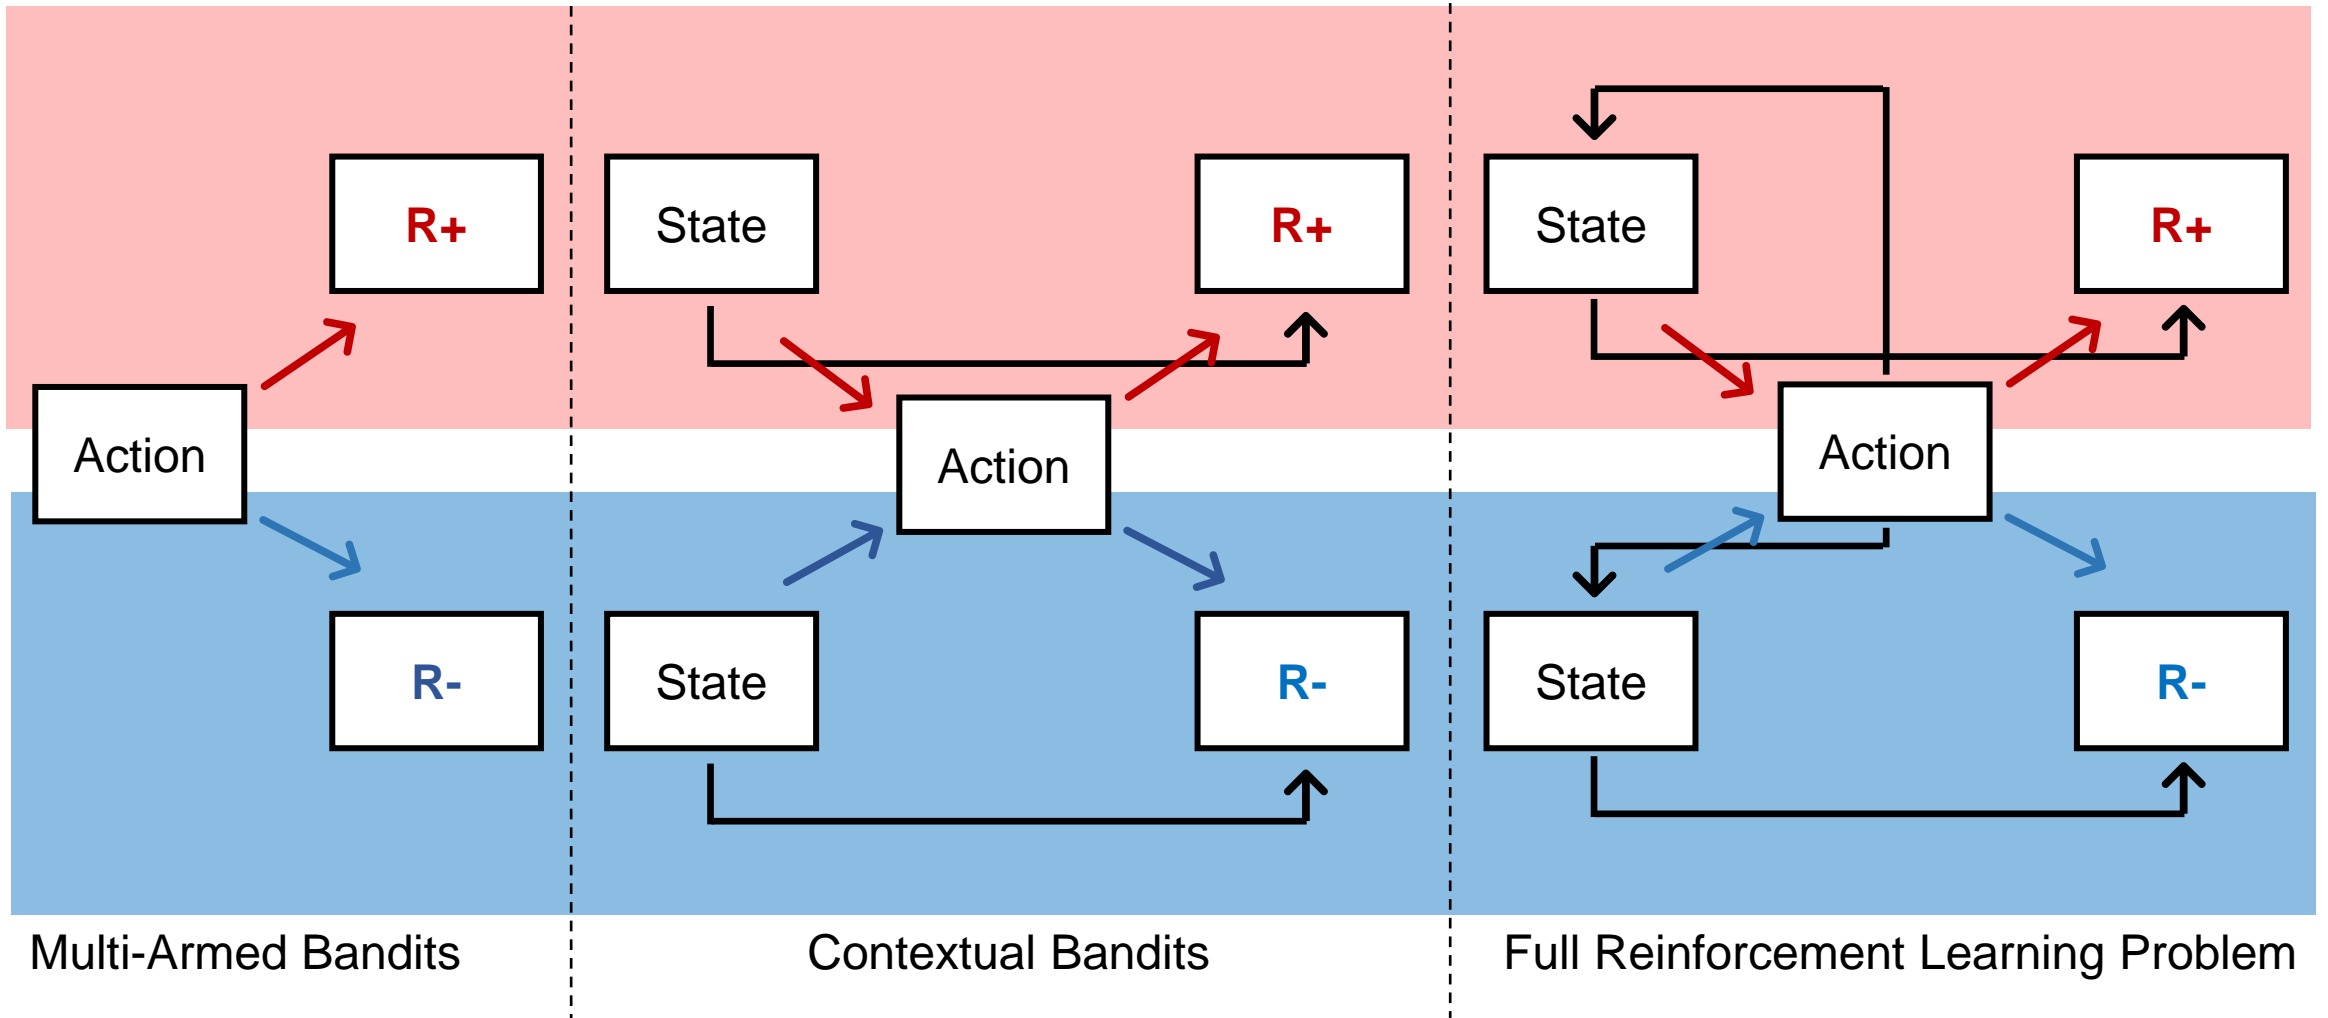 R+
State
R+
State
R+
Action
Action
Action
R-
State
R-
State
R-
Multi-Armed Bandits
Contextual Bandits
Full Reinforcement Learning Problem